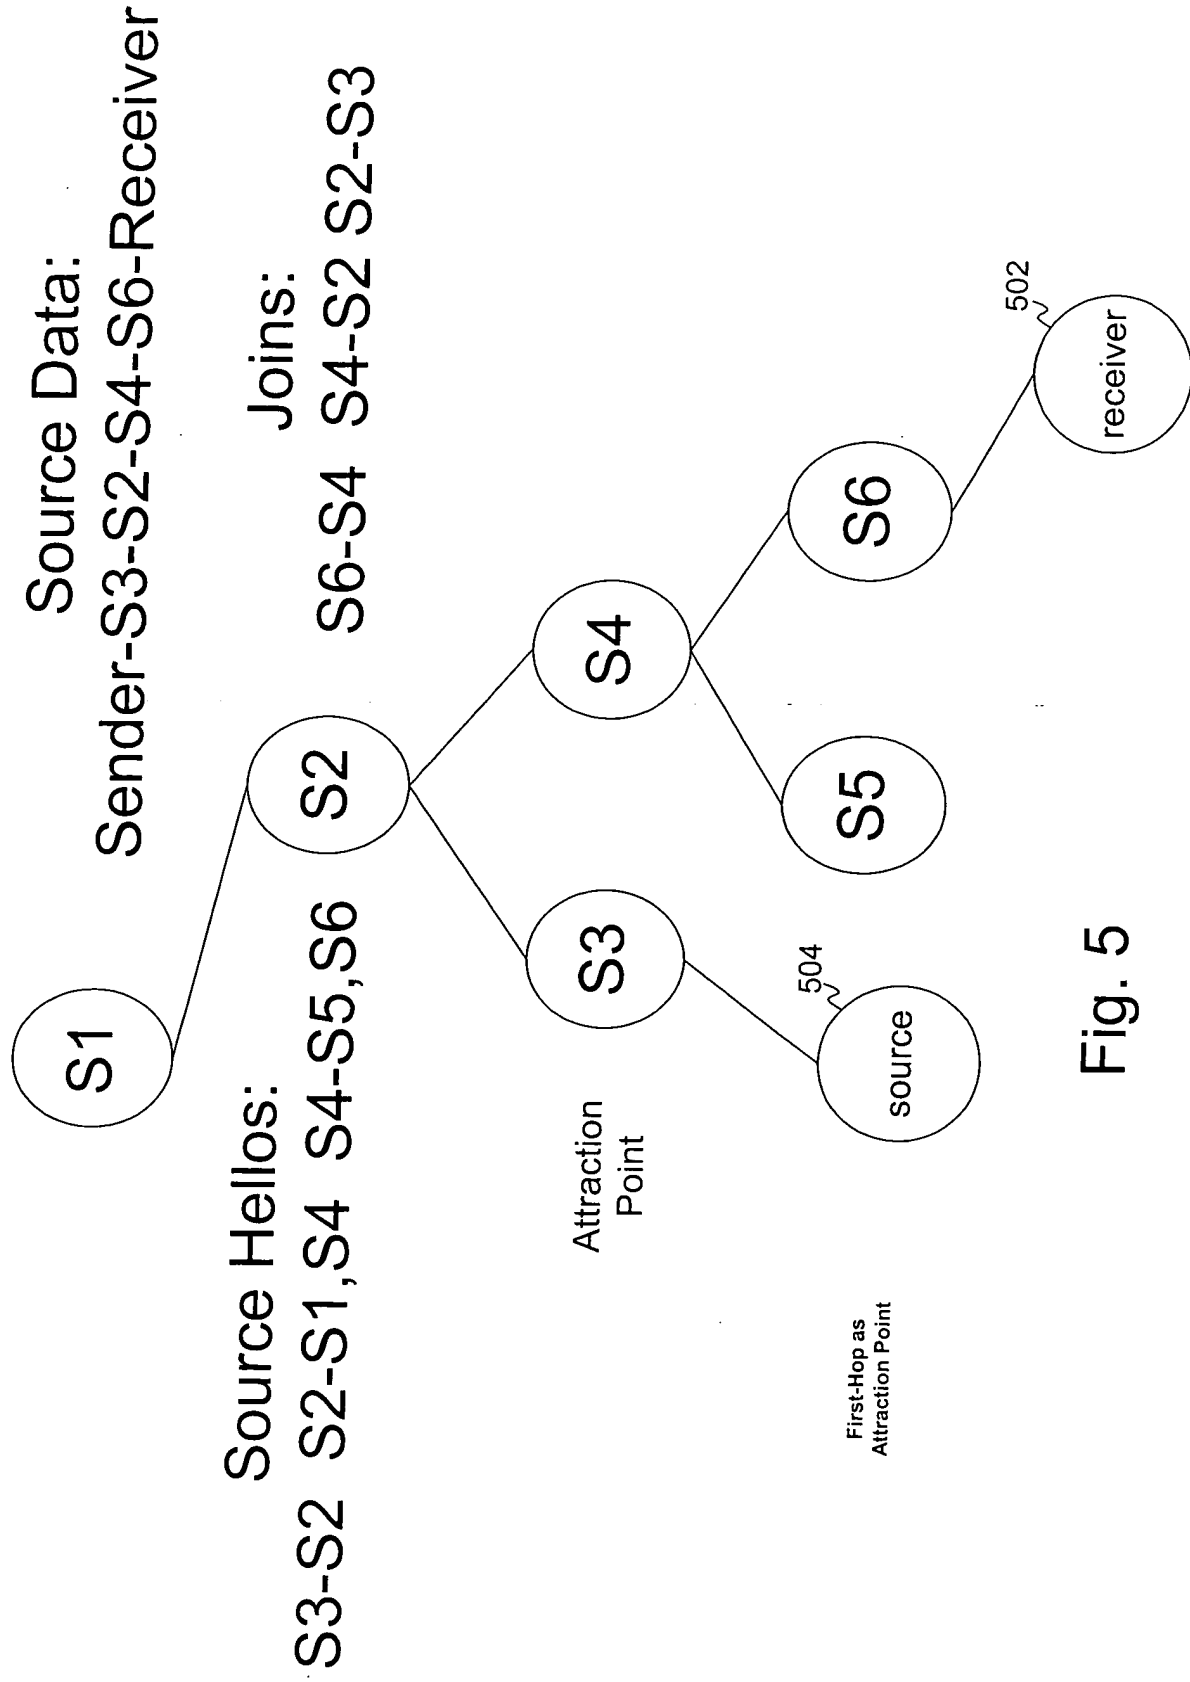 Source Data:
Sender-S3-S2-S4-S6-Receiver
Source Hellos:
S3-S2 S2-S1,S4 S4-S5,S6
Joins:
S6-S4 S4-S2 S2-S3
S1
S2
S3
S4
S5
S6
Attraction
Point
504
source
502
receiver
First-Hop as
Attraction Point
Fig. 5